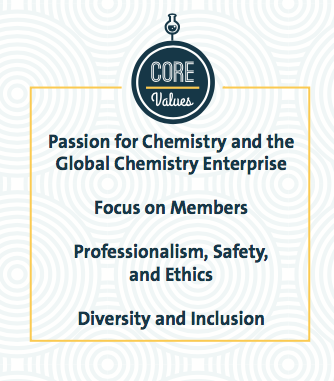 CORE
Values
Passion for Chemistry and the
Global Chemistry Enterprise
Focus on Members
Professionalism, Safety,
and Ethics
Diversity and Inclusion